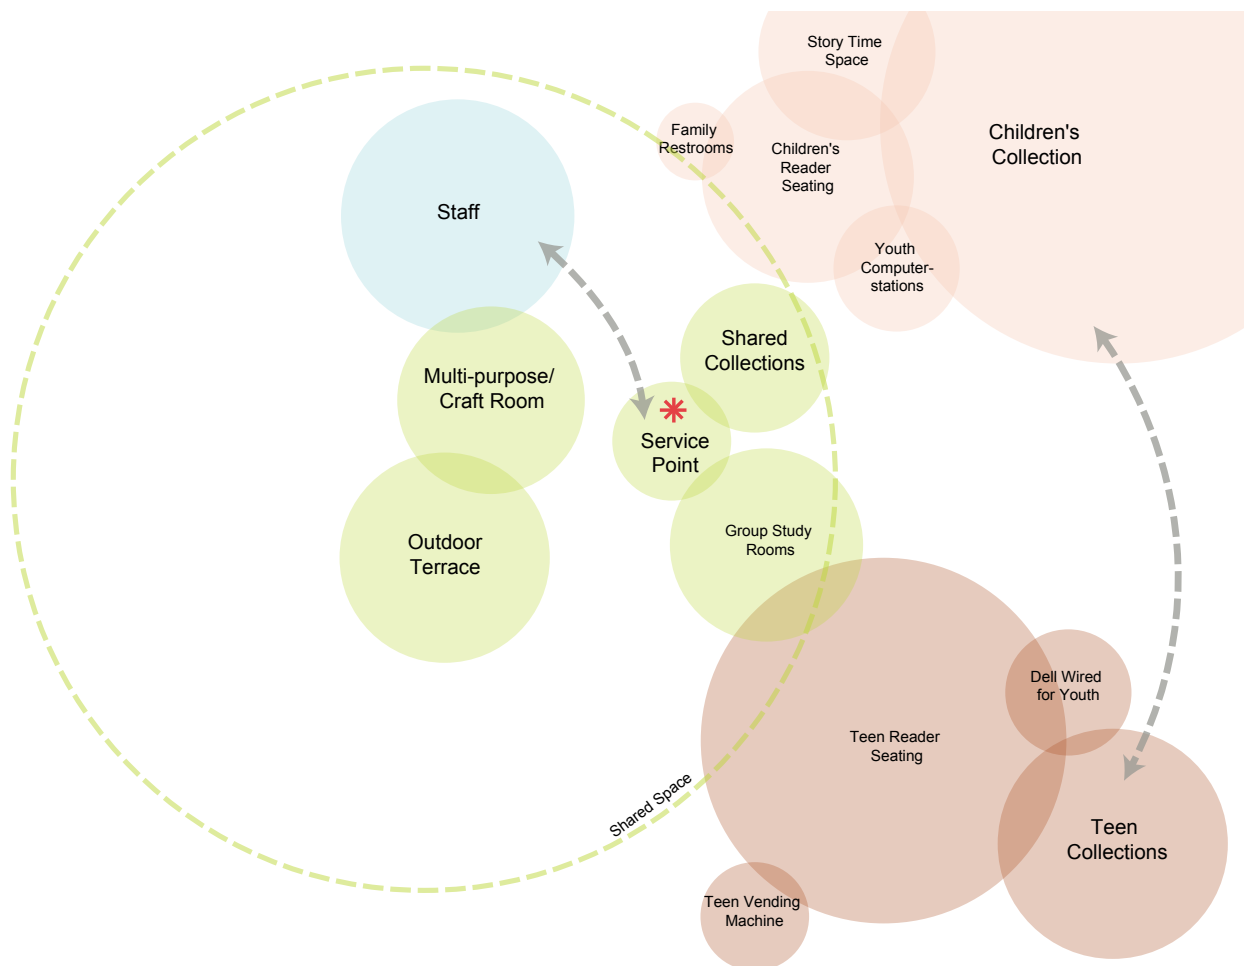 Story Time
Space
Children's
Collection
Family
Restrooms
Children's
Reader
Seating
Staff
Youth
Computer-
stations
Shared
Collections
Multi-purpose/
Craft Room
Service
Point
Outdoor
Terrace
Group Study
Rooms
Dell Wired
for Youth
Teen Reader
Seating
Shared Space
Teen
Collections
Teen Vending
Machine